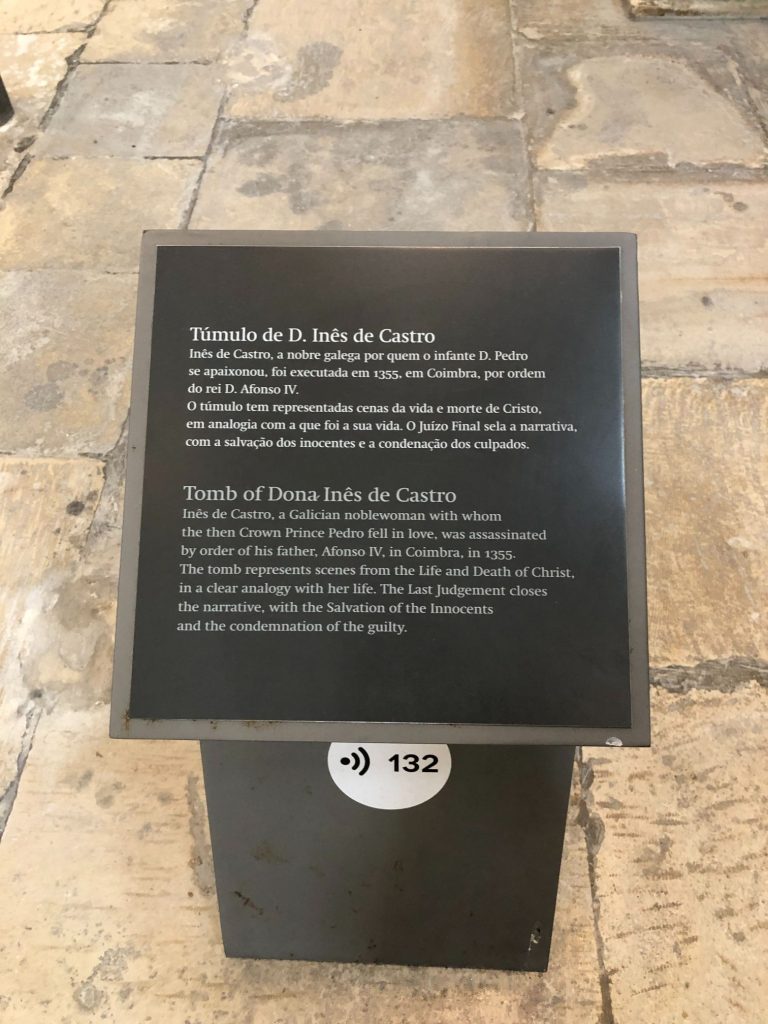 Túmulo de D. Inês de Castro
Inês de Castro, a nobre galega por quem o infante D. Pedro
se apaixonou, foi executada em 1355, em Coimbra, por ordem
do rei D. Afonso IV.
O túmulo tem representadas cenas da vida e morte de Cristo,
em analogia com a que foi a sua vida. O Juízo Final sela a narrativa,
com a salvação dos inocentes e a condenação dos culpados.
Tomb of Dona Inês de Castro
Inês de Castro, a Galician noblewoman with whom
the then Crown Prince Pedro fell in love, was assassinated
by order of his father, Afonso IV, in Coimbra, in 1355.
The tomb represents scenes from the Life and Death of Christ,
in a clear analogy with her life. The Last Judgement closes
the narrative, with the Salvation of the Innocents
and the condemnation of the guilty.
132